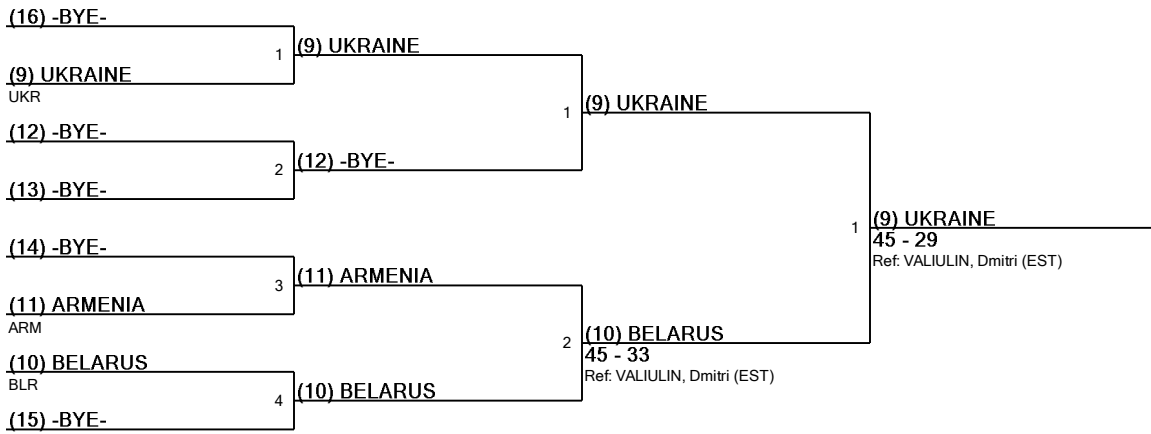 (16) -BYE-
1
(9) UKRAINE
(9) UKRAINE
UKR
1
(9) UKRAINE
(12) -BYE-
2
(12) -BYE-
(13) -BYE-
1
(9) UKRAINE
45 - 29
Ref: VALIULIN, Dmitri (EST)
(14) -BYE-
3
(11) ARMENIA
(11) ARMENIA
ARM
2
(10) BELARUS
45 - 33
Ref: VALIULIN, Dmitri (EST)
(10) BELARUS
BLR
4
(10) BELARUS
(15) -BYE-